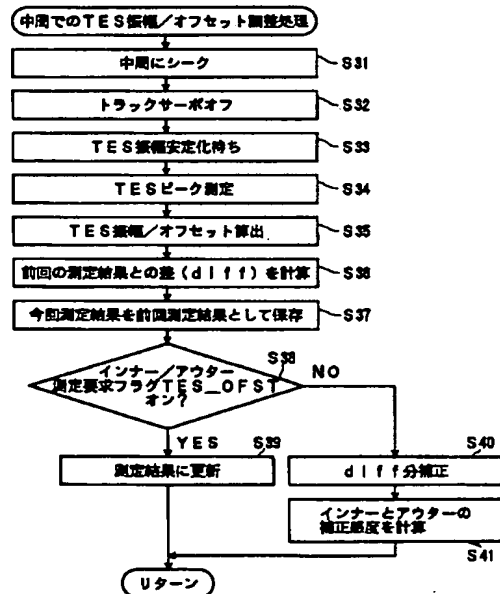 中間でのTES振幅/オフセット調整処理
中間にシーク
S31
トラックサーボオフ
S32
TES振幅安定化待ち
S33
TESピーク測定
S34
TES振幅/オフセット算出
S35
前回の測定結果との差(diff)を計算
S36
今回測定結果を前回測定結果として保存
S37
インナー/アウター
測定要求フラグTES_OFST
オン?
S38
NO
YES
S39
測定結果に更新
S40
diff分補正
インナーとアウターの
補正感度を計算
S41
リターン